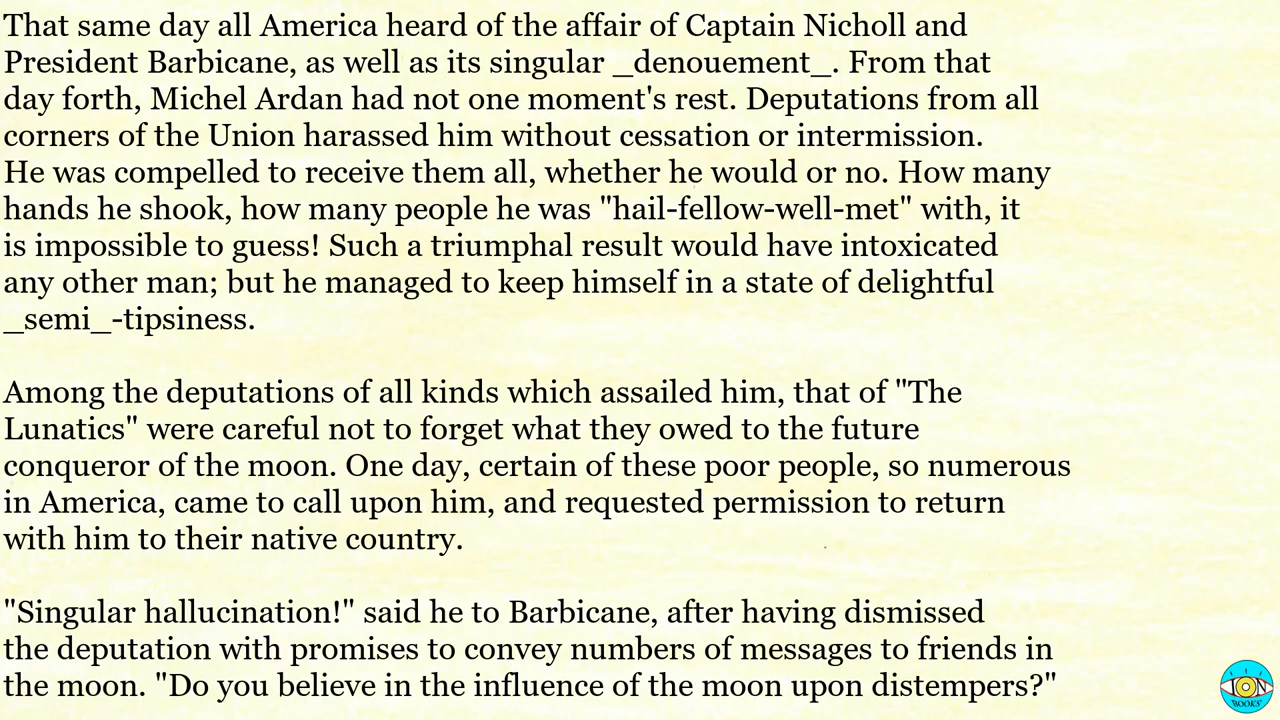 That same day all America heard of the affair of Captain Nicholl and
President Barbicane, as well as its singular _denouement_. From that
day forth, Michel Ardan had not one moment's rest. Deputations from all
corners of the Union harassed him without cessation or intermission.
He was compelled to receive them all, whether he would or no. How many
hands he shook, how many people he was "hail-fellow-well-met" with, it
is impossible to guess! Such a triumphal result would have intoxicated
any other man; but he managed to keep himself in a state of delightful
_semi_-tipsiness.
Among the deputations of all kinds which assailed him, that of "The
Lunatics" were careful not to forget what they owed to the future
conqueror of the moon. One day, certain of these poor people, so numerous
in America, came to call upon him, and requested permission to return
with him to their native country.
"Singular hallucination!" said he to Barbicane, after having dismissed
the deputation with promises to convey numbers of messages to friends in
the moon. "Do you believe in the influence of the moon upon distempers?"
ION
BOOKS